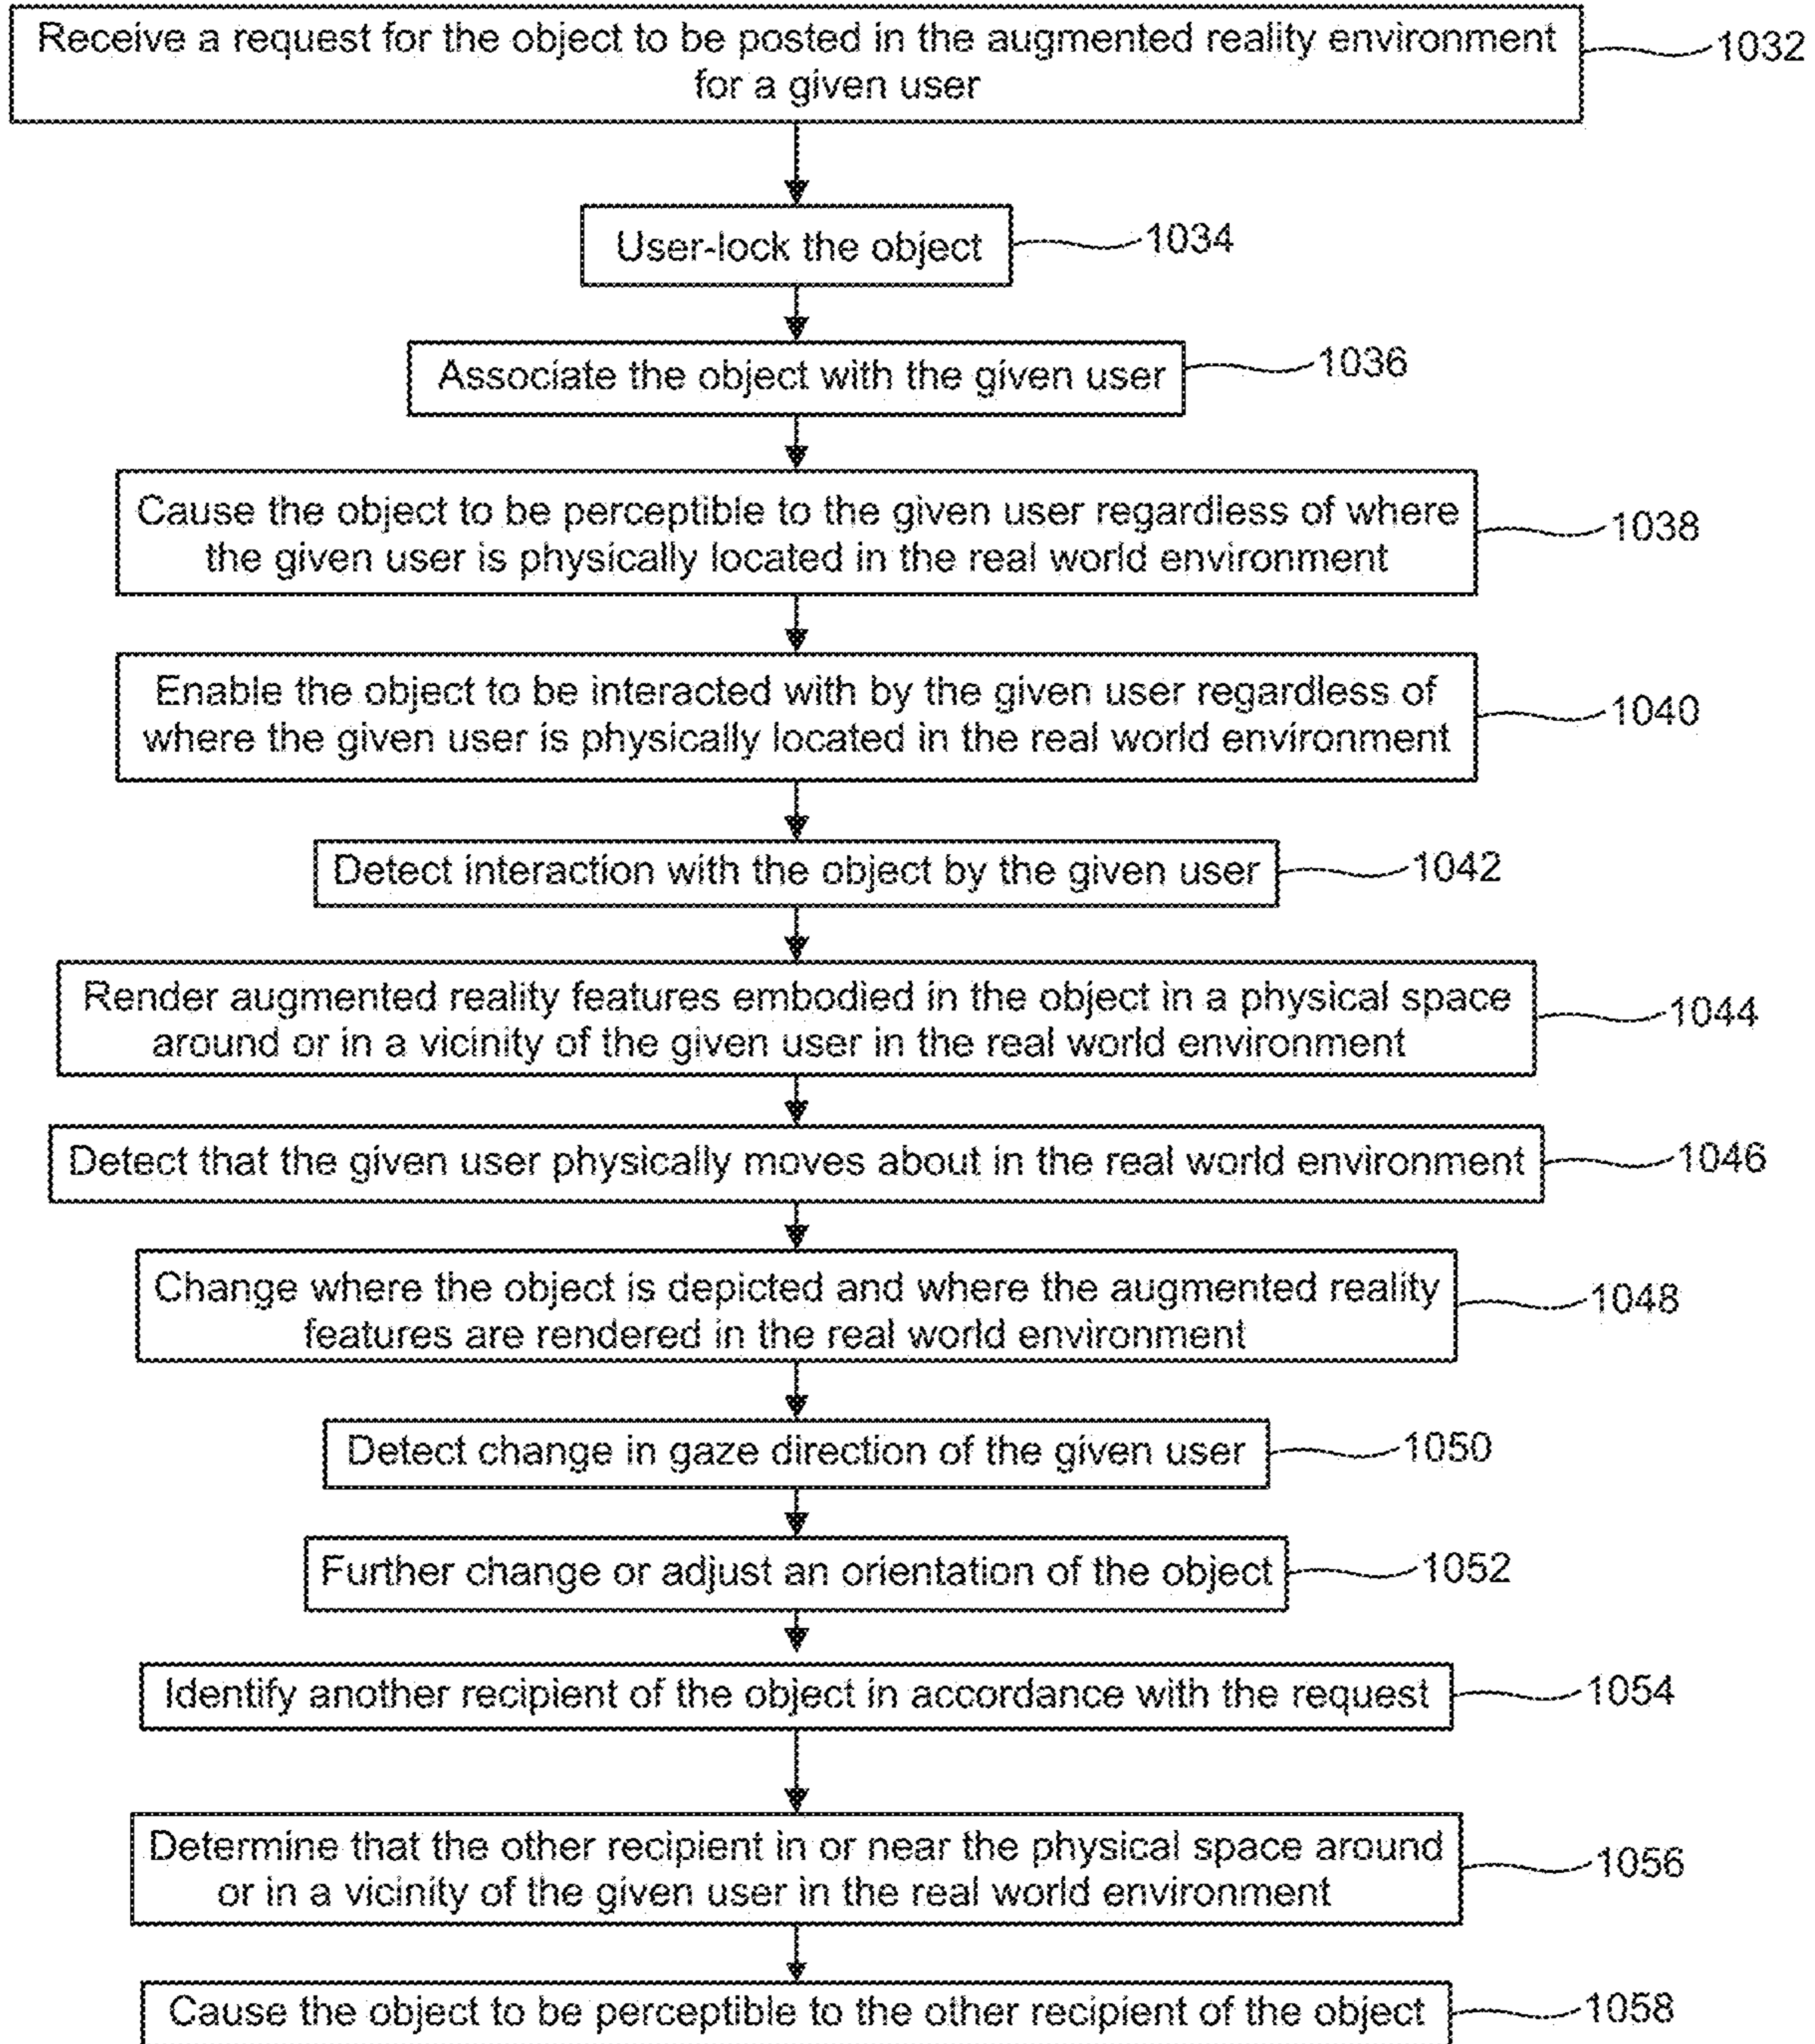 Receive a request for the object to be posted in the augmented reality environment
for a given user
1032
User-lock the object
1034
Associate the object with the given user
1036
Cause the object to be perceptible to the given user regardless of where
the given user is physically located in the real world environment
1038
Enable the object to be interacted with by the given user regardless of
where the given user is physically located in the real world environment
1040
Detect interaction with the object by the given user
1042
Render augmented reality features embodied in the object in a physical space
around or in a vicinity of the given user in the real world environment
1044
Detect that the given user physically moves about in the real world environment
1046
Change where the object is depicted and where the augmented reality
features are rendered in the real world environment
1048
Detect change in gaze direction of the given user
1050
Further change or adjust an orientation of the object
1052
Identify another recipient of the object in accordance with the request
1054
Determine that the other recipient in or near the physical space around
or in a vicinity of the given user in the real world environment
1056
Cause the object to be perceptible to the other recipient of the object
1058